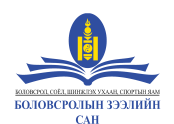 БОЛОВСРОЛ, СОЁЛ, ШИНЖЛЭХ УХААН, СПОРТЫН ЯАМ
БОЛОВСРОЛЫН ЗЭЭЛИЙН
САН